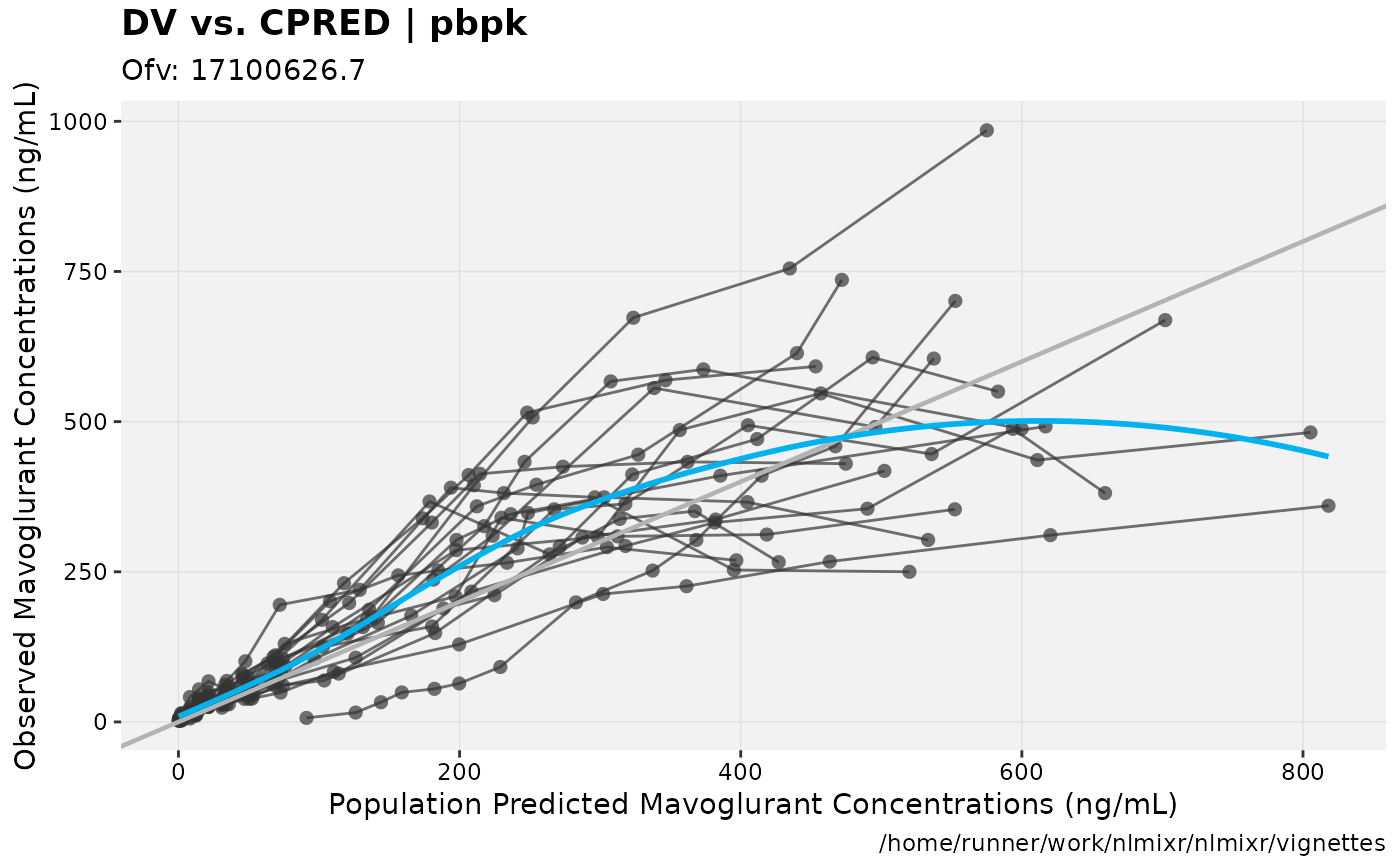 DV vs. CPRED | pbpk
Ofv: 17100626.7
Observed Mavoglurant Concentrations (ng/mL)
1000
750
500
250
0
0 200 400 600 800
Population Predicted Mavoglurant Concentrations (ng/mL)
/home/runner/work/nlmixr/nlmixr/vignettes